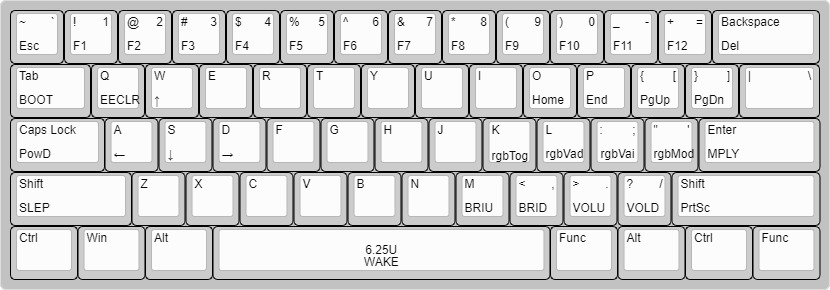 ~ ` ! 1 @ 2 # 3 $ 4 % 5 ^ 6 & 7 * 8 ( 9 ) 0 _ - + = Backspace
Esc F1 F2 F3 F4 F5 F6 F7 F8 F9 F10 F11 F12 Del
Tab Q W E R T Y U I O P { [ } ] | \
BOOT EECLR ↑ Home End PgUp PgDn
Caps Lock A S D F G H J K L : ; " ' Enter
PowD ← ↓ → rgbTog rgbVad rgbVai rgbMod MPLY
Shift Z X C V B N M < , > . ? / Shift
SLEP BRIU BRID VOLU VOLD PrtSc
Ctrl Win Alt Func Alt Ctrl Func
6.25U
WAKE